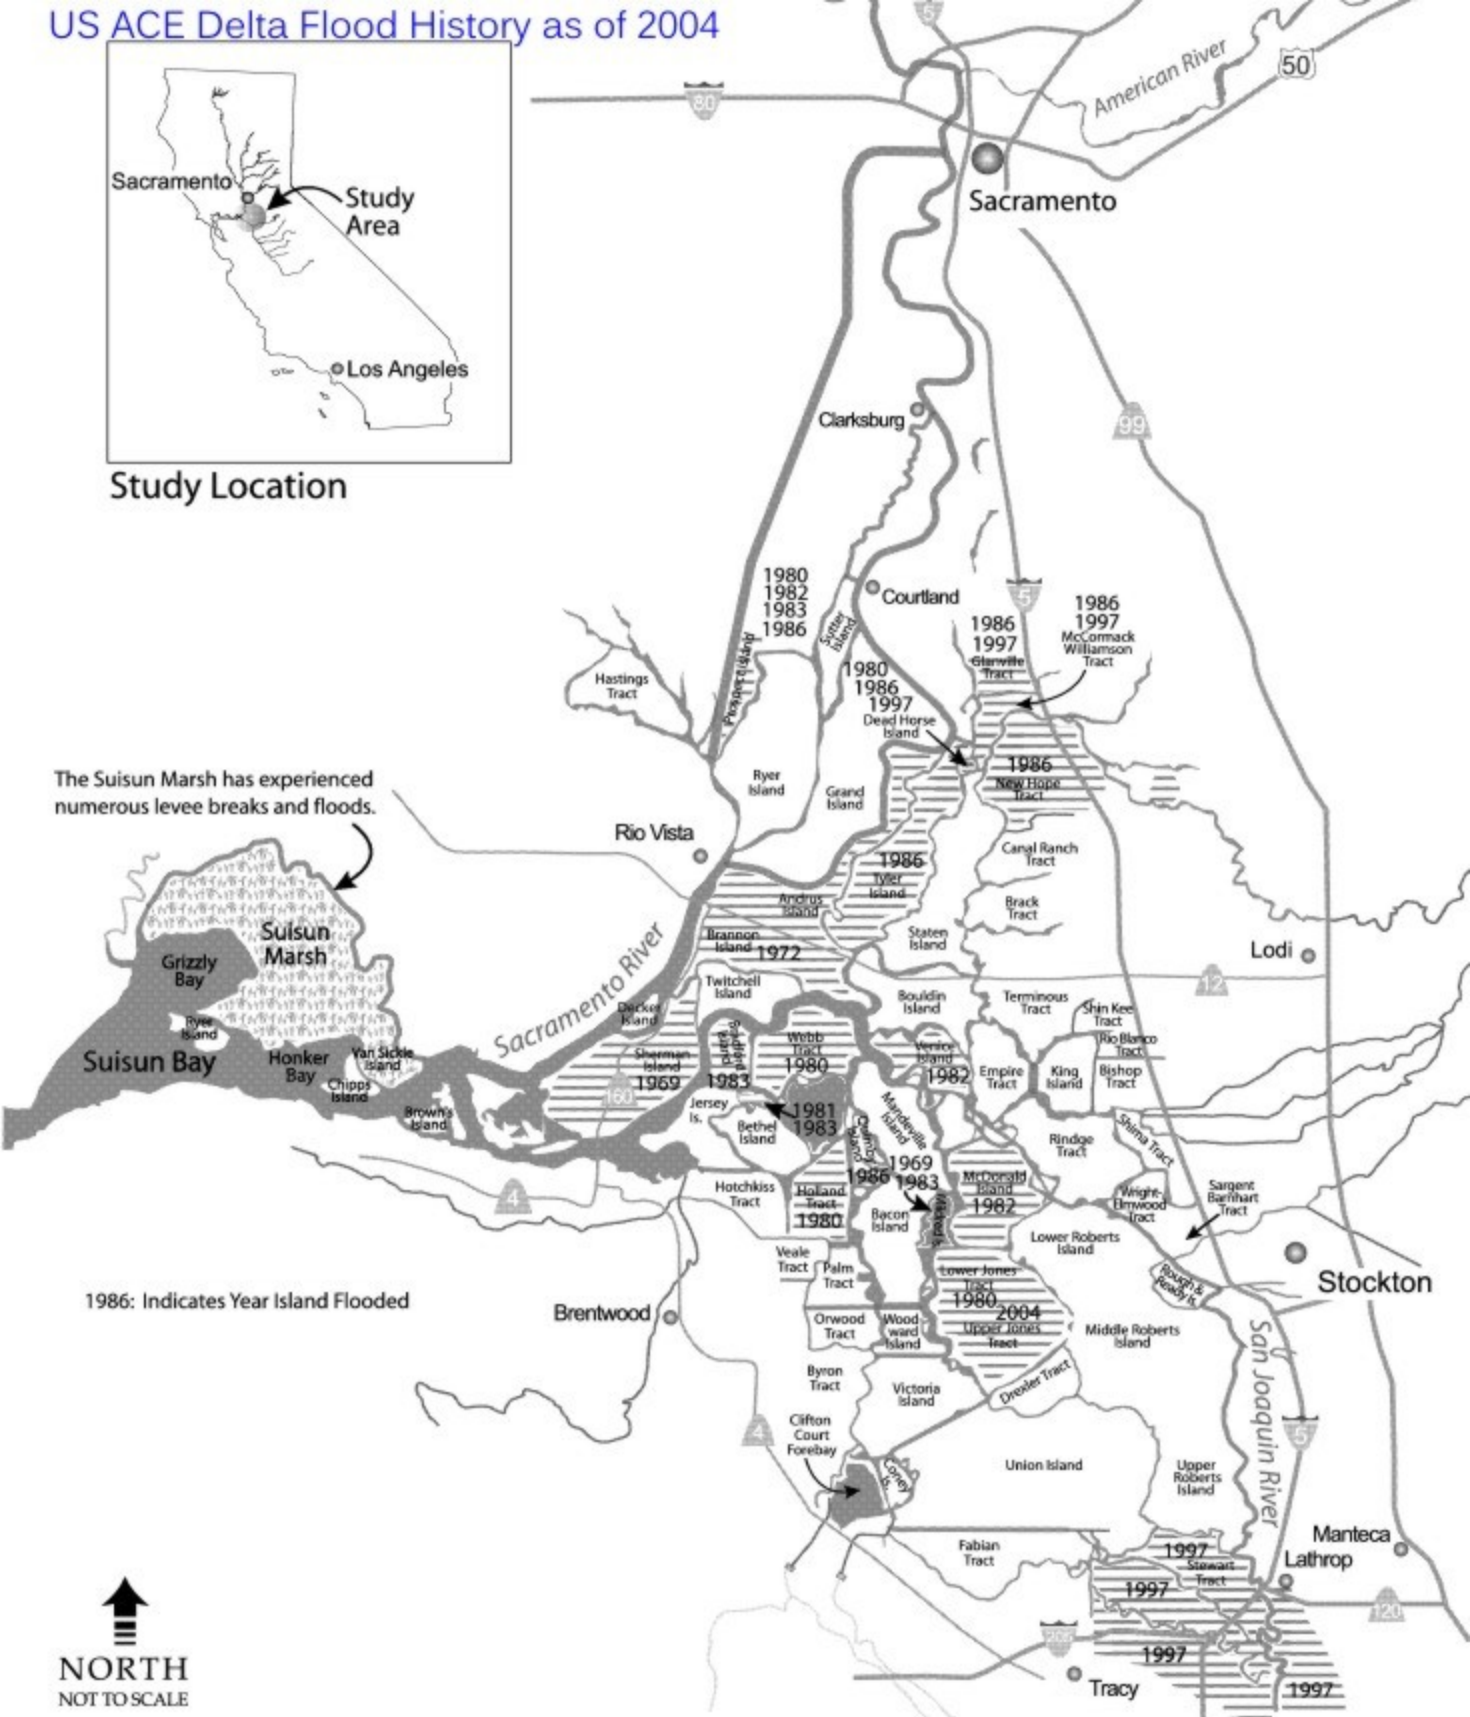 US ACE Delta Flood History as of 2004
5
80
50
American River
Sacramento
Sacramento
Study
Area
Los Angeles
Study Location
Clarksburg
99
1980
1982
1983
1986
Courtland
5
1986
1997
Glanville
Tract
1986
1997
McCormack
Williamson
Tract
Sutter
Island
Prospect Island
Hastings
Tract
1980
1986
1997
Dead Horse
Island
Ryer
Island
Grand
Island
1986
New Hope
Tract
The Suisun Marsh has experienced
numerous levee breaks and floods.
Rio Vista
Canal Ranch
Tract
1986
Tyler
Island
Andrus
Island
Brack
Tract
Brannon
Island
1972
Staten
Island
Lodi
12
Suisun
Marsh
Grizzly
Bay
Sacramento River
Twitchell
Island
Decker
Island
Bouldin
Island
Terminous
Tract
Shin Kee
Tract
Rio Blanco
Tract
Ryer
Island
Suisun Bay
Honker
Bay
Van Sickle
Island
Chipps
Island
Brown's
Island
Sherman
Island
1969
160
Bradford
Island
1983
Webb
Tract
1980
Venice
Island
1982
Empire
Tract
King
Island
Bishop
Tract
Jersey
Is.
Bethel
Island
1981
1983
Quimby
Island
1986
Mandeville
Island
Rindge
Tract
Shima Tract
1969
1983
Mildred Is.
McDonald
Island
1982
Wright-
Elmwood
Tract
Sargent
Barnhart
Tract
4
Hotchkiss
Tract
Holland
Tract
1980
Bacon
Island
Lower Roberts
Island
Veale
Tract
Palm
Tract
Lower Jones
Tract
1980
2004
Upper Jones
Tract
Rough &
Ready Is.
Stockton
1986: Indicates Year Island Flooded
Brentwood
Orwood
Tract
Wood
ward
Island
Middle Roberts
Island
Byron
Tract
Victoria
Island
Drexler Tract
San Joaquin River
4
Clifton
Court
Forebay
Coney
Is.
Union Island
Upper
Roberts
Island
5
Fabian
Tract
1997
Stewart
Tract
1997
Manteca
Lathrop
120
205
1997
1997
Tracy
NORTH
NOT TO SCALE